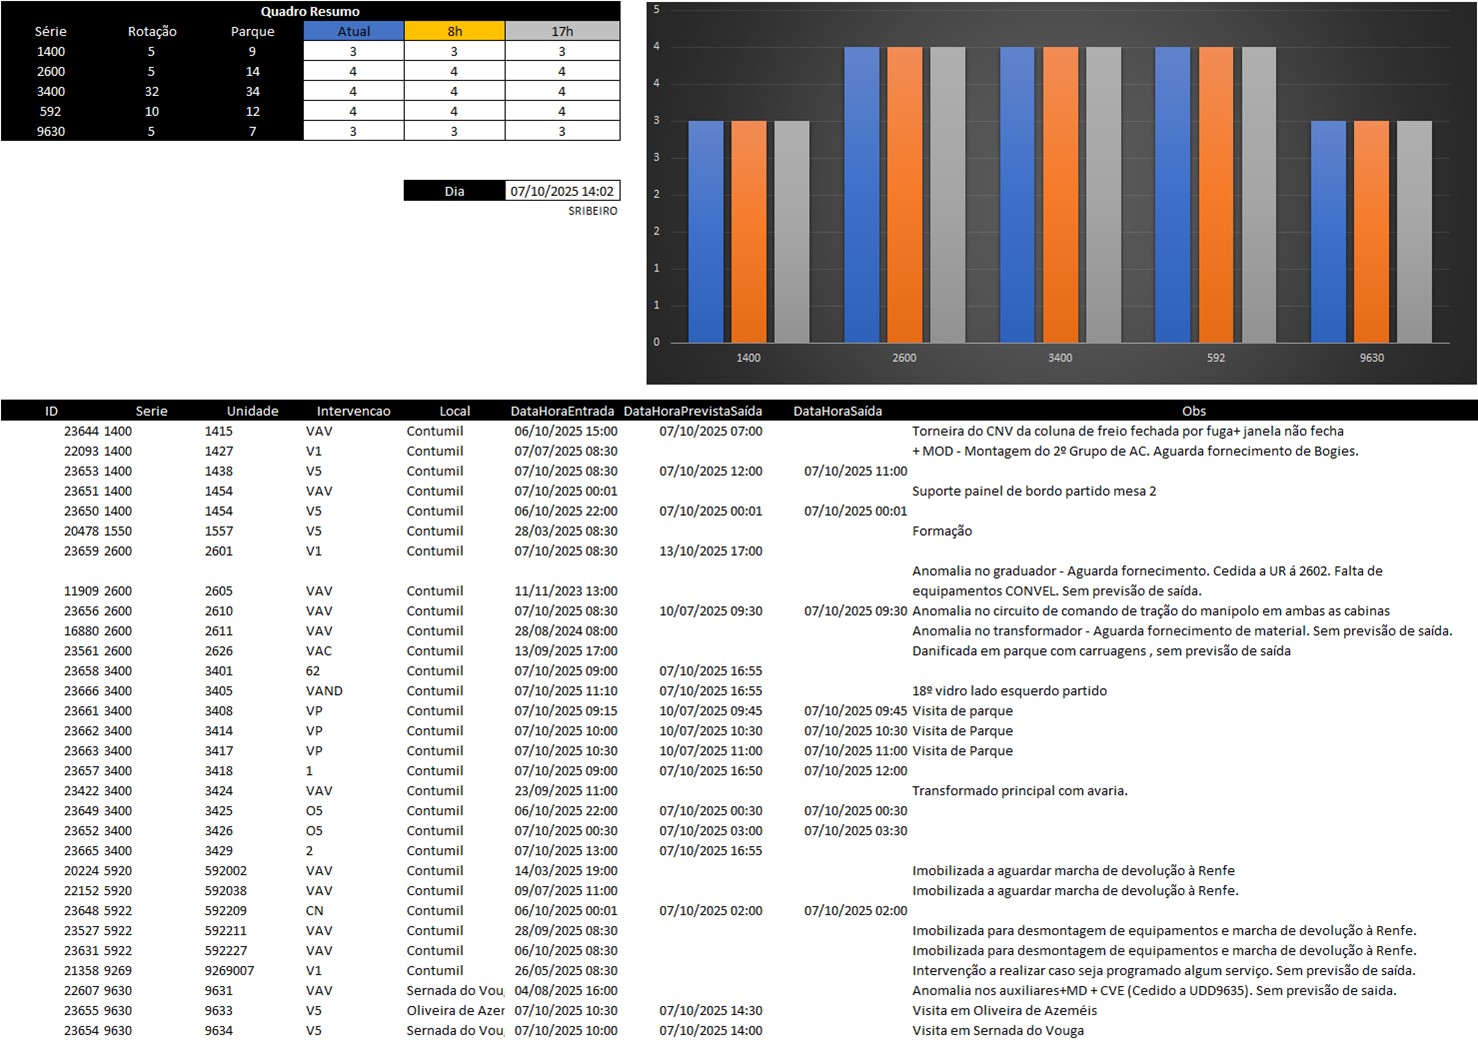 Quadro Resumo
Série Rotação Parque Atual 8h 17h
1400 5 9 3 3 3
2600 5 14 4 4 4
3400 32 34 4 4 4
592 10 12 4 4 4
9630 5 7 3 3 3
Dia 07/10/2025 14:02
SRIBEIRO
5
4
4
3
3
2
2
1
1
0
1400 2600 3400 592 9630
ID Serie Unidade Intervencao Local DataHoraEntrada DataHoraPrevistaSaída DataHoraSaída Obs
23644 1400 1415 VAV Contumil 06/10/2025 15:00 07/10/2025 07:00 Torneira do CNV da coluna de freio fechada por fuga+ janela não fecha
22093 1400 1427 V1 Contumil 07/07/2025 08:30 + MOD - Montagem do 2º Grupo de AC. Aguarda fornecimento de Bogies.
23653 1400 1438 V5 Contumil 07/10/2025 08:30 07/10/2025 12:00 07/10/2025 11:00
23651 1400 1454 VAV Contumil 07/10/2025 00:01 Suporte painel de bordo partido mesa 2
23650 1400 1454 V5 Contumil 06/10/2025 22:00 07/10/2025 00:01 07/10/2025 00:01
20478 1550 1557 V5 Contumil 28/03/2025 08:30 Formação
23659 2600 2601 V1 Contumil 07/10/2025 08:30 13/10/2025 17:00
Anomalia no graduador - Aguarda fornecimento. Cedida a UR á 2602. Falta de
11909 2600 2605 VAV Contumil 11/11/2023 13:00 equipamentos CONVEL. Sem previsão de saída.
23656 2600 2610 VAV Contumil 07/10/2025 08:30 10/07/2025 09:30 07/10/2025 09:30 Anomalia no circuito de comando de tração do manipolo em ambas as cabinas
16880 2600 2611 VAV Contumil 28/08/2024 08:00 Anomalia no transformador - Aguarda fornecimento de material. Sem previsão de saída.
23561 2600 2626 VAC Contumil 13/09/2025 17:00 Danificada em parque com carruagens , sem previsão de saída
23658 3400 3401 62 Contumil 07/10/2025 09:00 07/10/2025 16:55
23666 3400 3405 VAND Contumil 07/10/2025 11:10 07/10/2025 16:55 18º vidro lado esquerdo partido
23661 3400 3408 VP Contumil 07/10/2025 09:15 10/07/2025 09:45 07/10/2025 09:45 Visita de parque
23662 3400 3414 VP Contumil 07/10/2025 10:00 10/07/2025 10:30 07/10/2025 10:30 Visita de Parque
23663 3400 3417 VP Contumil 07/10/2025 10:30 10/07/2025 11:00 07/10/2025 11:00 Visita de Parque
23657 3400 3418 1 Contumil 07/10/2025 09:00 07/10/2025 16:50 07/10/2025 12:00
23422 3400 3424 VAV Contumil 23/09/2025 11:00 Transformado principal com avaria.
23649 3400 3425 O5 Contumil 06/10/2025 22:00 07/10/2025 00:30 07/10/2025 00:30
23652 3400 3426 O5 Contumil 07/10/2025 00:30 07/10/2025 03:00 07/10/2025 03:30
23665 3400 3429 2 Contumil 07/10/2025 13:00 07/10/2025 16:55
20224 5920 592002 VAV Contumil 14/03/2025 19:00 Imobilizada a aguardar marcha de devolução à Renfe
22152 5920 592038 VAV Contumil 09/07/2025 11:00 Imobilizada a aguardar marcha de devolução à Renfe.
23648 5922 592209 CN Contumil 06/10/2025 00:01 07/10/2025 02:00 07/10/2025 02:00
23527 5922 592211 VAV Contumil 28/09/2025 08:30 Imobilizada para desmontagem de equipamentos e marcha de devolução à Renfe.
23631 5922 592227 VAV Contumil 06/10/2025 08:30 Imobilizada para desmontagem de equipamentos e marcha de devolução à Renfe.
21358 9269 9269007 V1 Contumil 26/05/2025 08:30 Intervenção a realizar caso seja programado algum serviço. Sem previsão de saída.
22607 9630 9631 VAV Sernada do Vou 04/08/2025 16:00 Anomalia nos auxiliares+MD + CVE (Cedido a UDD9635). Sem previsão de saida.
23655 9630 9633 V5 Oliveira de Azer 07/10/2025 10:30 07/10/2025 14:30 Visita em Oliveira de Azeméis
23654 9630 9634 V5 Sernada do Vou 07/10/2025 10:00 07/10/2025 14:00 Visita em Sernada do Vouga